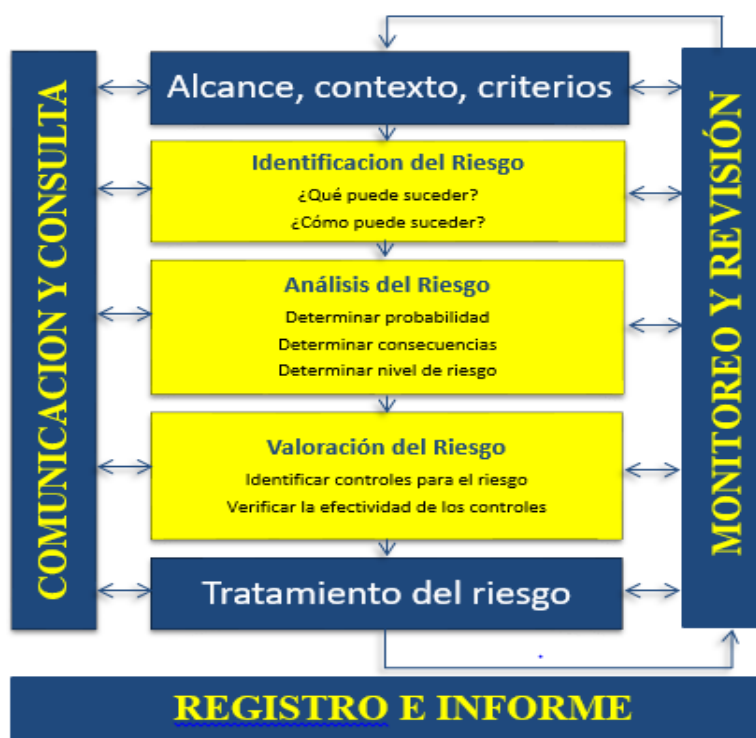 COMUNICACION Y CONSULTA
Alcance, contexto, criterios
Identificacion del Riesgo
¿Qué puede suceder?
¿Cómo puede suceder?
Análisis del Riesgo
Determinar probabilidad
Determinar consecuencias
Determinar nivel de riesgo
Valoración del Riesgo
Identificar controles para el riesgo
Verificar la efectividad de los controles
Tratamiento del riesgo
MONITOREO Y REVISIÓN
REGISTRO E INFORME